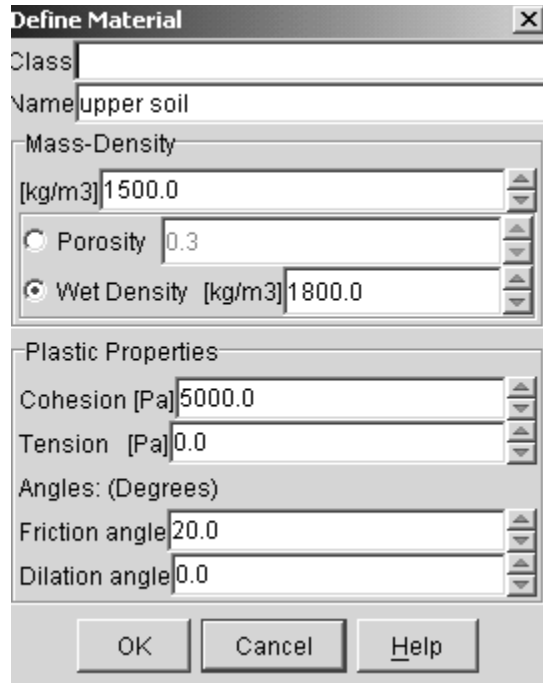 Define Material
Class
Name upper soil
Mass-Density
[kg/m3] 1500.0
Porosity 0.3
Wet Density [kg/m3] 1800.0
Plastic Properties
Cohesion [Pa] 5000.0
Tension [Pa] 0.0
Angles: (Degrees)
Friction angle 20.0
Dilation angle 0.0
OK Cancel Help